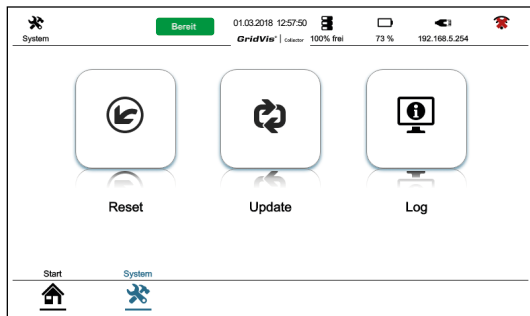 System
Bereit
01.03.2018 12:57:50
GridVis® | Collector
100% frei
73 %
192.168.5.254
Reset
Update
Log
Start
System